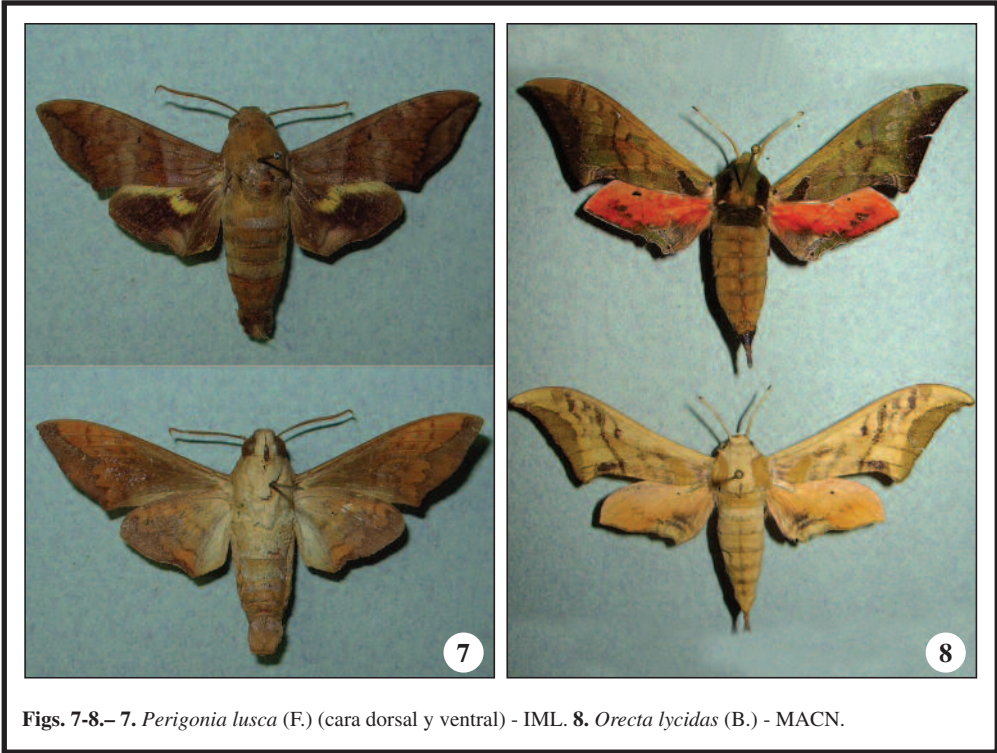 7
8
Figs. 7-8.– 7. Perigonia lusca (F.) (cara dorsal y ventral) - IML. 8. Orecta lycidas (B.) - MACN.